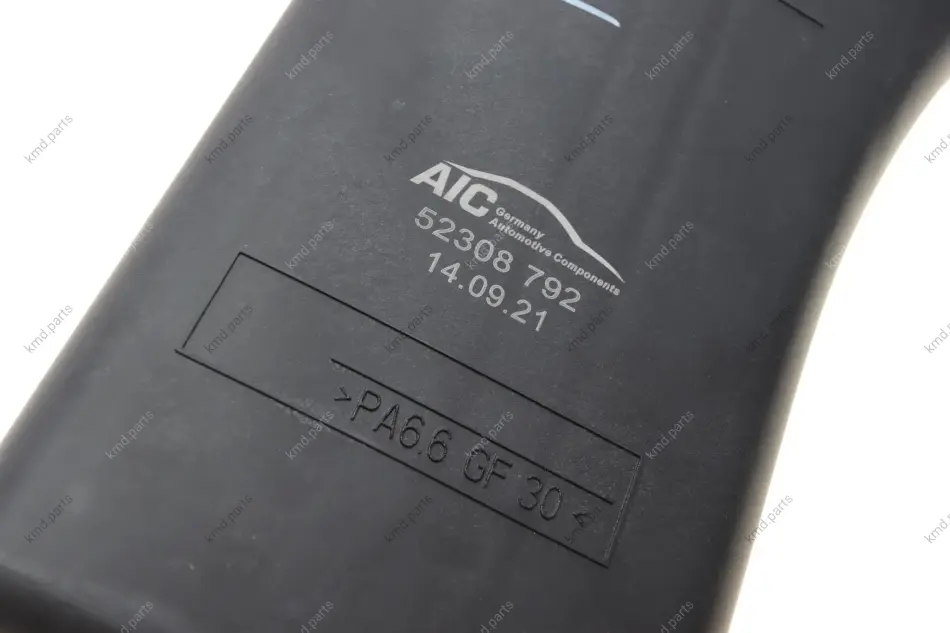 AIC
Germany
Automotive Components
52308 792
14.09.21
>PA6.6 GF 30<
kmd.parts